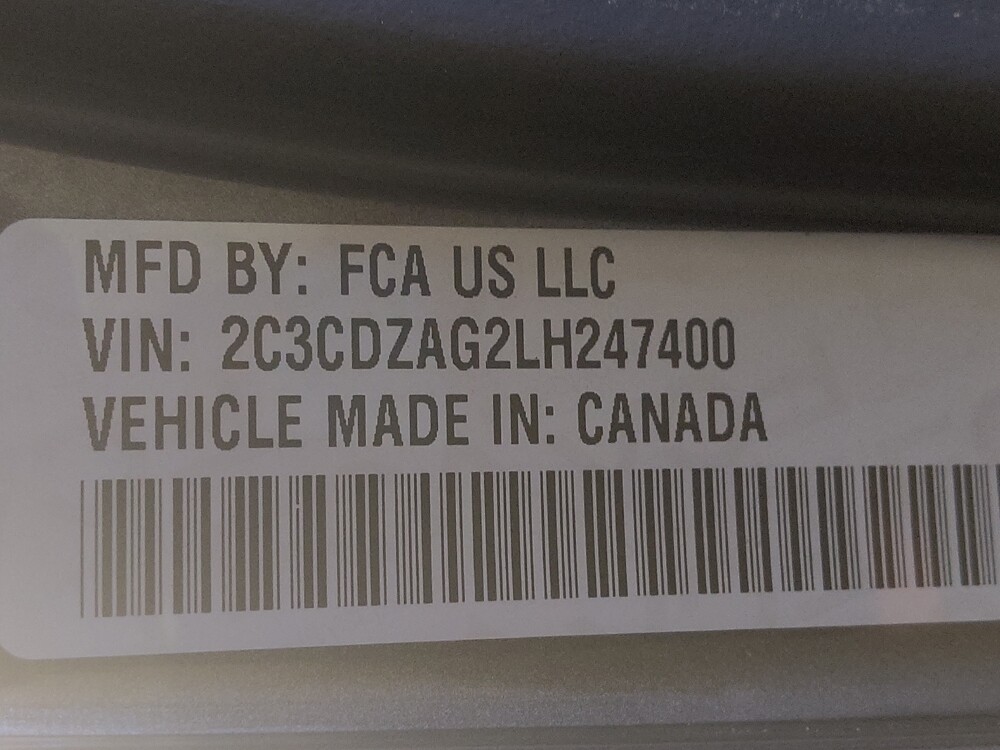 MFD BY: FCA US LLC
VIN: 2C3CDZAG2LH247400
VEHICLE MADE IN: CANADA